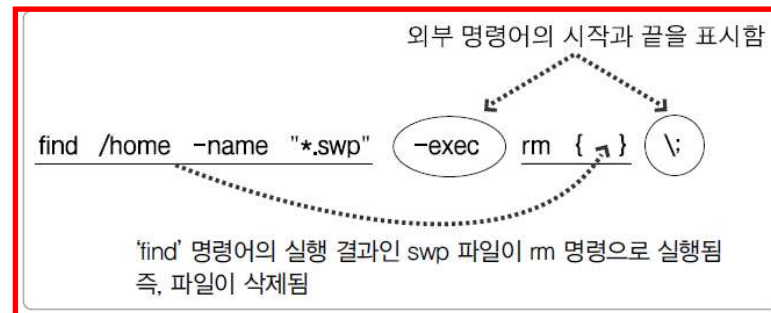 외부 명령어의 시작과 끝을 표시함
find /home -name "*.swp" -exec rm { } \;
'find' 명령어의 실행 결과인 swp 파일이 rm 명령으로 실행됨
즉, 파일이 삭제됨